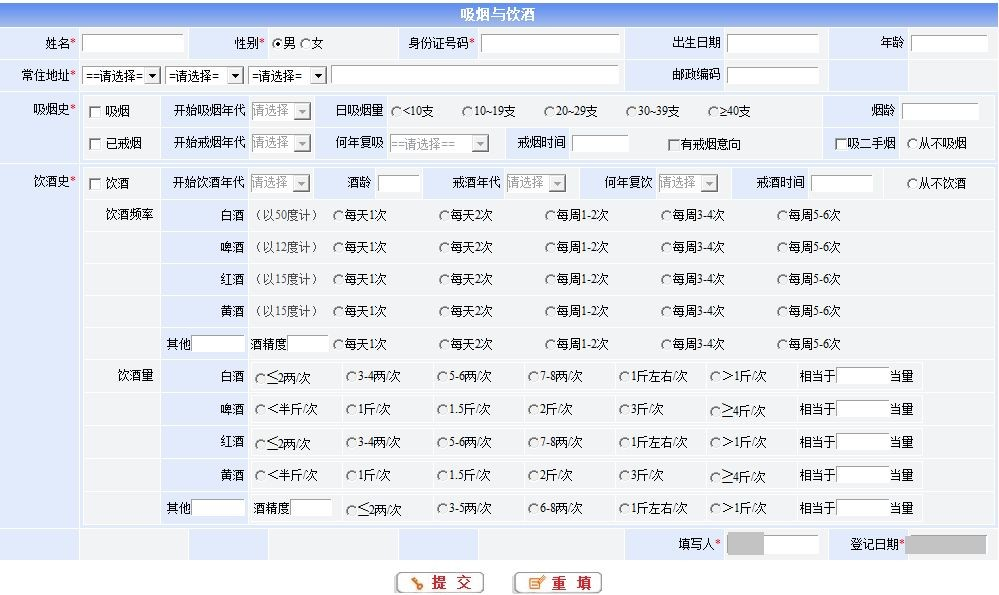 吸烟与饮酒
姓名* 性别* 男 女 身份证号码* 出生日期 年龄
常住地址* ==请选择= =请选择= =请选择= 邮政编码
吸烟史* 吸烟 开始吸烟年代 请选择 日吸烟量 <10支 10~19支 20~29支 30~39支 ≥40支 烟龄
已戒烟 开始戒烟年代 请选择 何年复吸 ==请选择== 戒烟时间 有戒烟意向 吸二手烟 从不吸烟
饮酒史* 饮酒 开始饮酒年代 请选择 酒龄 戒酒年代 请选择 何年复饮 请选择 戒酒时间 从不饮酒
饮酒频率 白酒 (以50度计) 每天1次 每天2次 每周1-2次 每周3-4次 每周5-6次
啤酒 (以12度计) 每天1次 每天2次 每周1-2次 每周3-4次 每周5-6次
红酒 (以15度计) 每天1次 每天2次 每周1-2次 每周3-4次 每周5-6次
黄酒 (以15度计) 每天1次 每天2次 每周1-2次 每周3-4次 每周5-6次
其他 酒精度 每天1次 每天2次 每周1-2次 每周3-4次 每周5-6次
饮酒量 白酒 ≤2两/次 3-4两/次 5-6两/次 7-8两/次 1斤左右/次 >1斤/次 相当于 当量
啤酒 <半斤/次 1斤/次 1.5斤/次 2斤/次 3斤/次 ≥4斤/次 相当于 当量
红酒 ≤2两/次 3-4两/次 5-6两/次 7-8两/次 1斤左右/次 >1斤/次 相当于 当量
黄酒 <半斤/次 1斤/次 1.5斤/次 2斤/次 3斤/次 ≥4斤/次 相当于 当量
其他 酒精度 ≤2两/次 3-5两/次 6-8两/次 1斤左右/次 >1斤/次 相当于 当量
填写人* 登记日期*
提 交 重 填